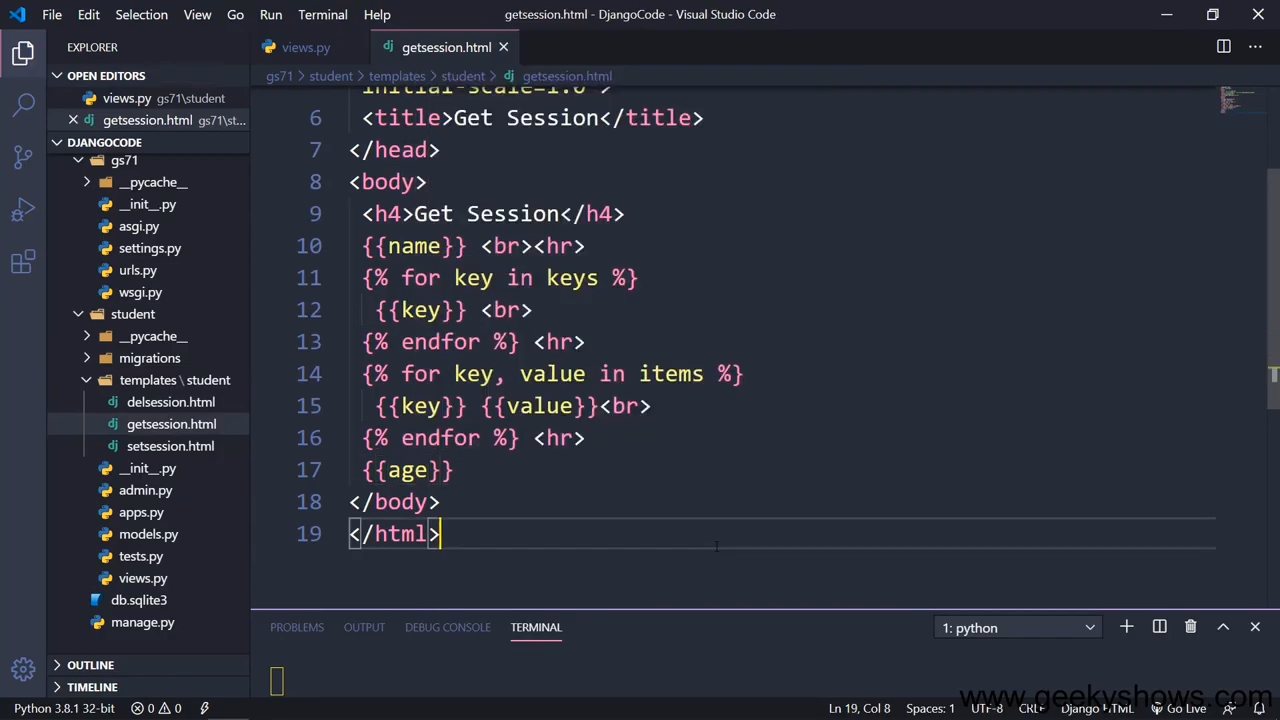 File Edit Selection View Go Run Terminal Help getsession.html - DjangoCode - Visual Studio Code
EXPLORER
views.py getsession.html
OPEN EDITORS
views.py gs71\student
getsession.html gs71\st...
DJANGOCODE
gs71
__pycache__
__init__.py
asgi.py
settings.py
urls.py
wsgi.py
student
__pycache__
migrations
templates \ student
delsession.html
getsession.html
setsession.html
__init__.py
admin.py
apps.py
models.py
tests.py
views.py
db.sqlite3
manage.py
OUTLINE
TIMELINE
gs71 > student > templates > student > getsession.html
initial-scale=1.0">
6 <title>Get Session</title>
7 </head>
8 <body>
9 <h4>Get Session</h4>
10 {{name}} <br><hr>
11 {% for key in keys %}
12 {{key}} <br>
13 {% endfor %} <hr>
14 {% for key, value in items %}
15 {{key}} {{value}}<br>
16 {% endfor %} <hr>
17 {{age}}
18 </body>
19 </html>
PROBLEMS OUTPUT DEBUG CONSOLE TERMINAL 1: python
www.geekyshows.com
Python 3.8.1 32-bit 0 0 Ln 19, Col 8 Spaces: 1 UTF-8 CRLF Django HTML Go Live